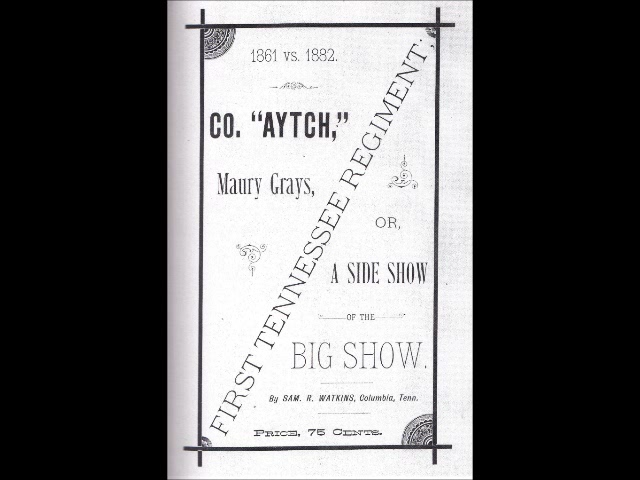 1861 vs. 1882.
CO. "AYTCH,"
Maury Grays,
FIRST TENNESSEE REGIMENT;
OR,
A SIDE SHOW
OF THE
BIG SHOW.
By SAM. R. WATKINS, Columbia, Tenn.
PRICE, 75 CENTS.